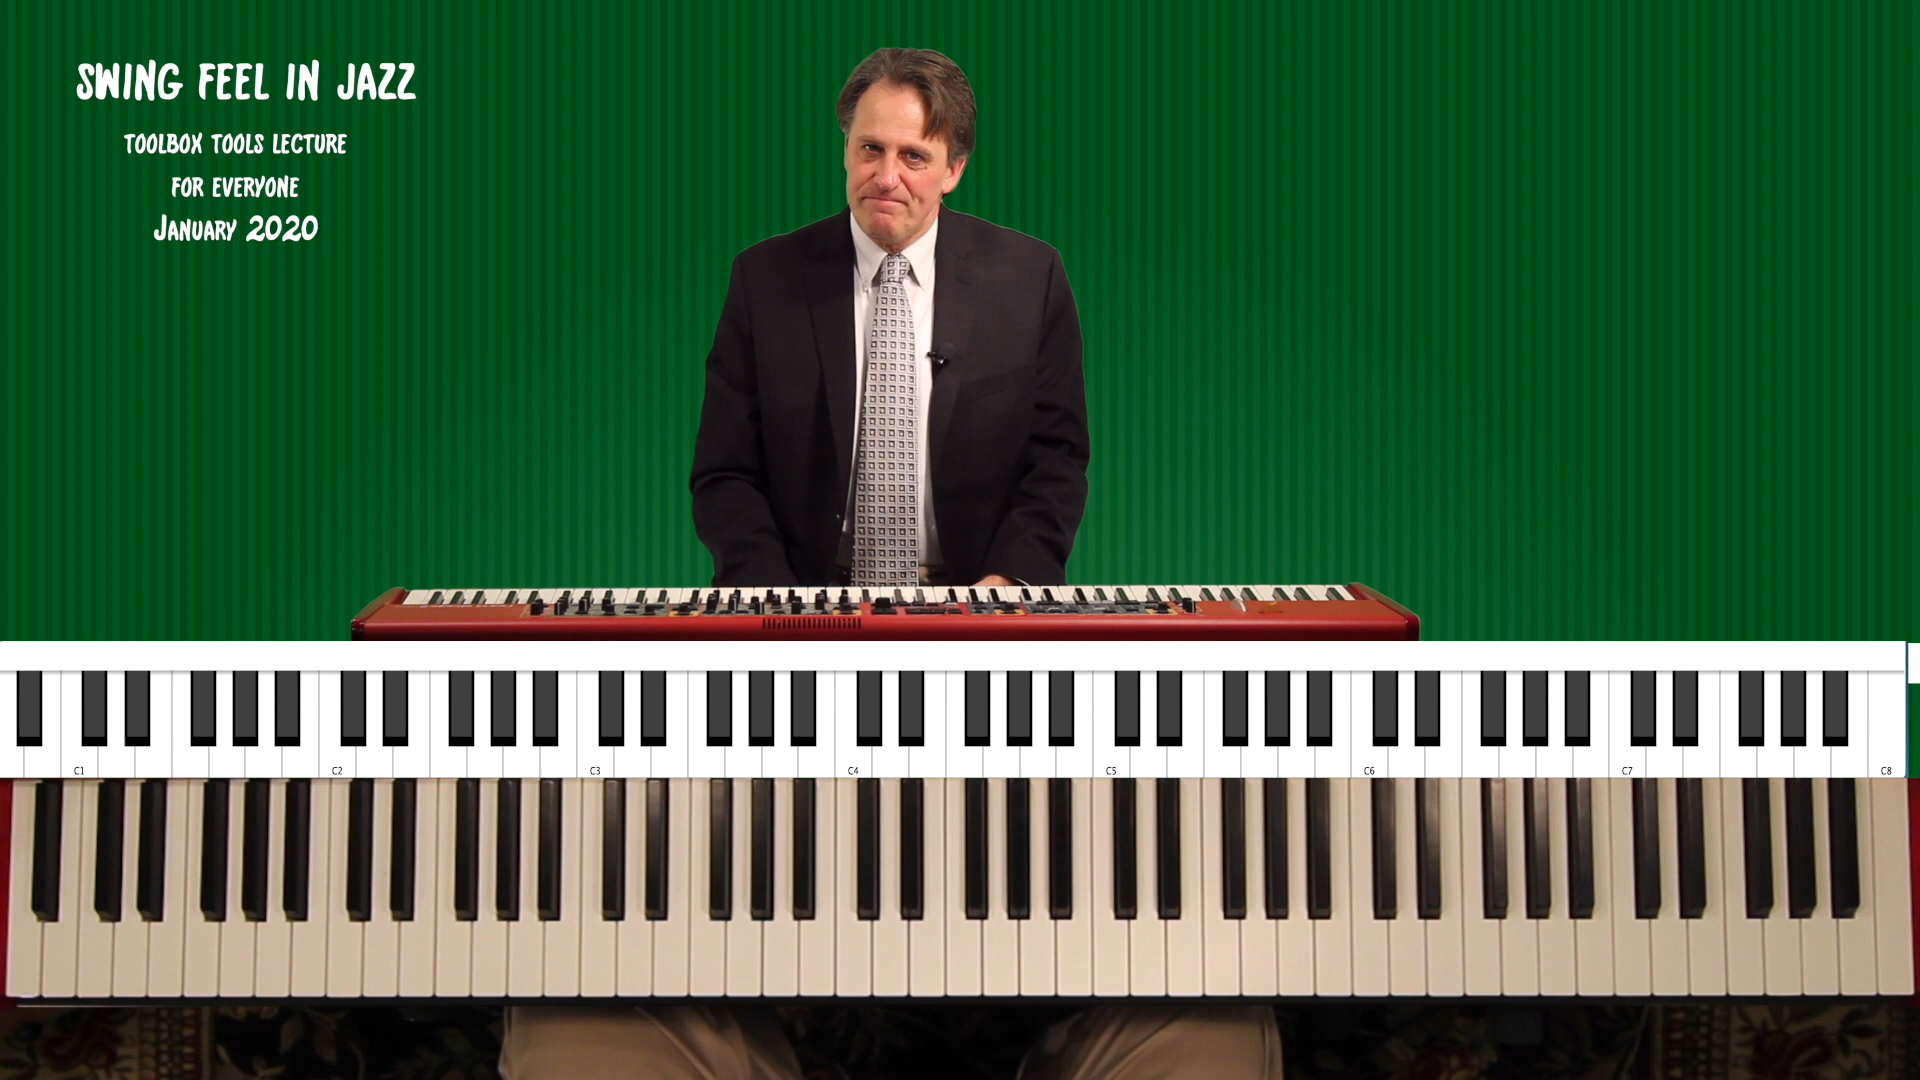 SWING FEEL IN JAZZ
TOOLBOX TOOLS LECTURE
FOR EVERYONE
JANUARY 2020
C1 C2 C3 C4 C5 C6 C7 C8